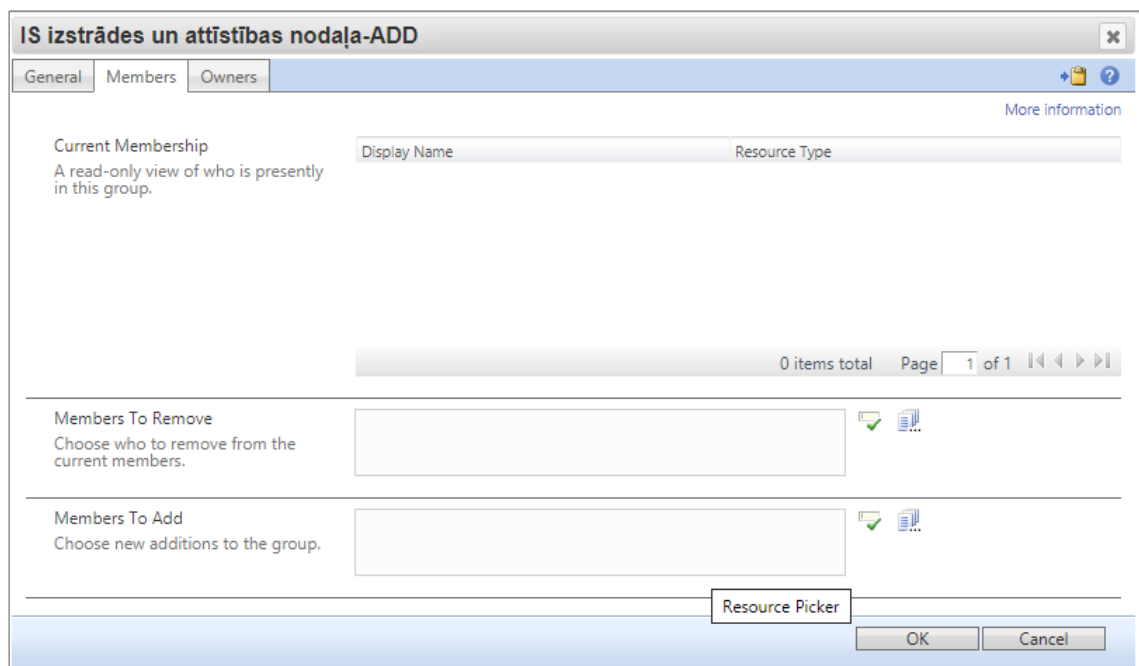 IS izstrādes un attīstības nodaļa-ADD
General Members Owners
More information
Current Membership
A read-only view of who is presently
in this group.
Display Name Resource Type
0 items total Page 1 of 1
Members To Remove
Choose who to remove from the
current members.
Members To Add
Choose new additions to the group.
Resource Picker
OK Cancel